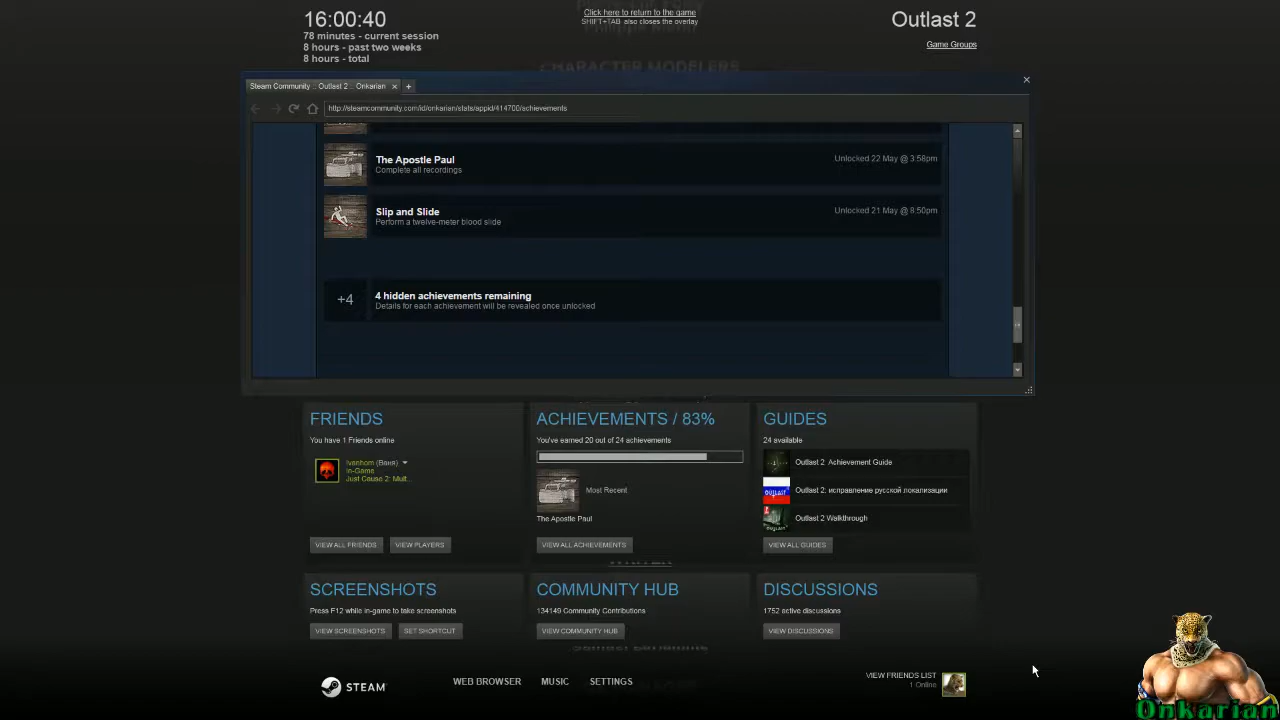 16:00:40
78 minutes - current session
8 hours - past two weeks
8 hours - total
Click here to return to the game
SHIFT+TAB also closes the overlay
Outlast 2
Game Groups
CHARACTER MODELERS
Steam Community :: Outlast 2 :: Onkarian
http://steamcommunity.com/id/onkarian/stats/appid/414700/achievements
The Apostle Paul
Complete all recordings
Unlocked 22 May @ 3:58pm
Slip and Slide
Perform a twelve-meter blood slide
Unlocked 21 May @ 8:50pm
+4
4 hidden achievements remaining
Details for each achievement will be revealed once unlocked
FRIENDS
You have 1 Friends online
Ivanhom (Ваня)
In-Game
Just Cause 2: Mult...
VIEW ALL FRIENDS
VIEW PLAYERS
ACHIEVEMENTS / 83%
You've earned 20 out of 24 achievements
Most Recent
The Apostle Paul
VIEW ALL ACHIEVEMENTS
GUIDES
24 available
Outlast 2 Achievement Guide
Outlast 2: исправление русской локализации
Outlast 2 Walkthrough
VIEW ALL GUIDES
SCREENSHOTS
Press F12 while in-game to take screenshots
VIEW SCREENSHOTS
SET SHORTCUT
COMMUNITY HUB
134149 Community Contributions
VIEW COMMUNITY HUB
DISCUSSIONS
1752 active discussions
VIEW DISCUSSIONS
STEAM
WEB BROWSER
MUSIC
SETTINGS
VIEW FRIENDS LIST
1 Online
Onkarian